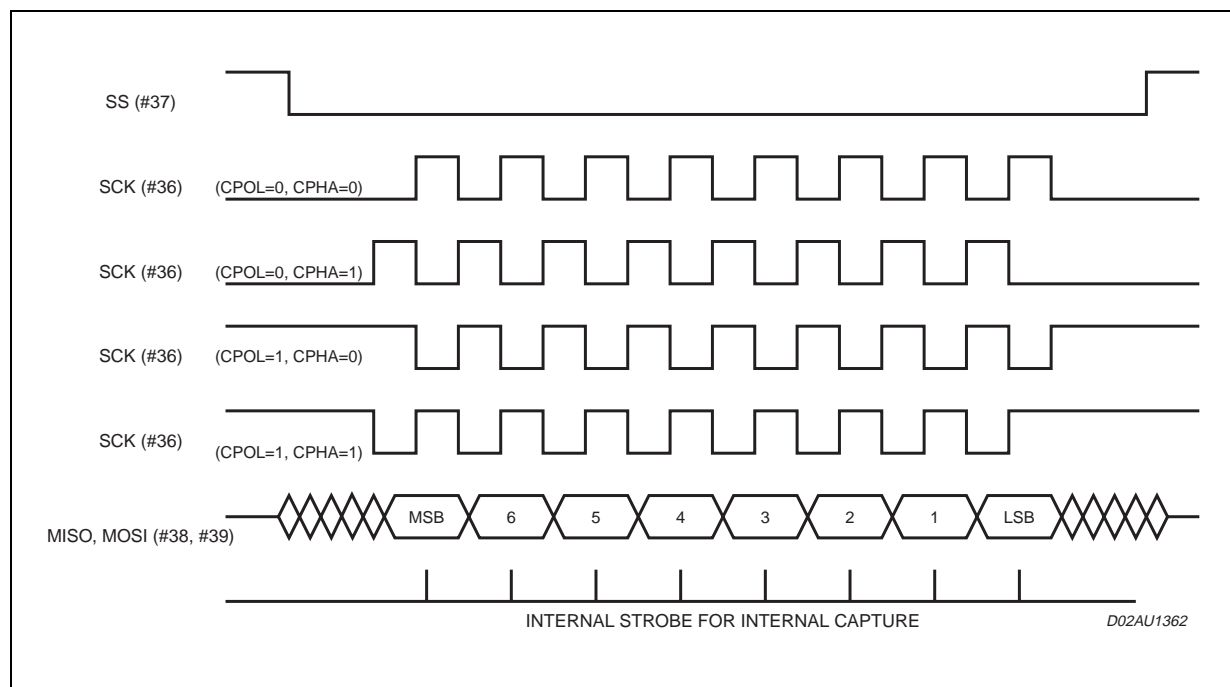 SS (#37)
SCK (#36) (CPOL=0, CPHA=0)
SCK (#36) (CPOL=0, CPHA=1)
SCK (#36) (CPOL=1, CPHA=0)
SCK (#36) (CPOL=1, CPHA=1)
MISO, MOSI (#38, #39) MSB 6 5 4 3 2 1 LSB
INTERNAL STROBE FOR INTERNAL CAPTURE D02AU1362